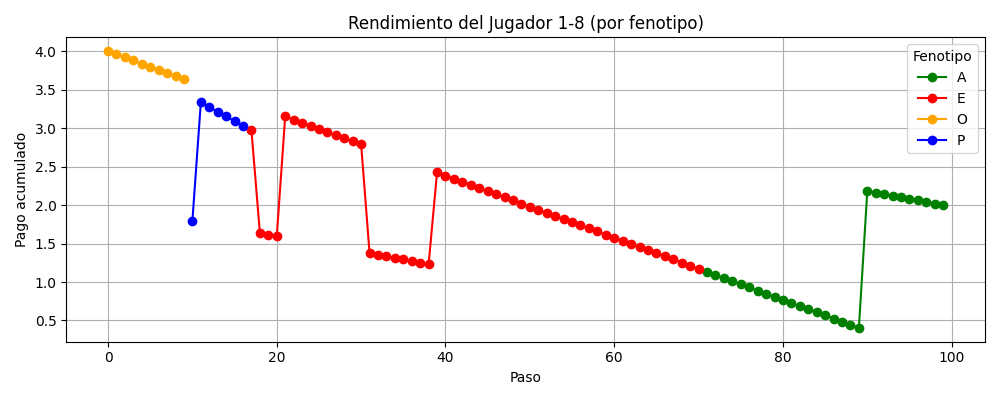 Rendimiento del Jugador 1-8 (por fenotipo)
Pago acumulado
4.0
3.5
3.0
2.5
2.0
1.5
1.0
0.5
0 20 40 60 80 100
Paso
Fenotipo
A
E
O
P